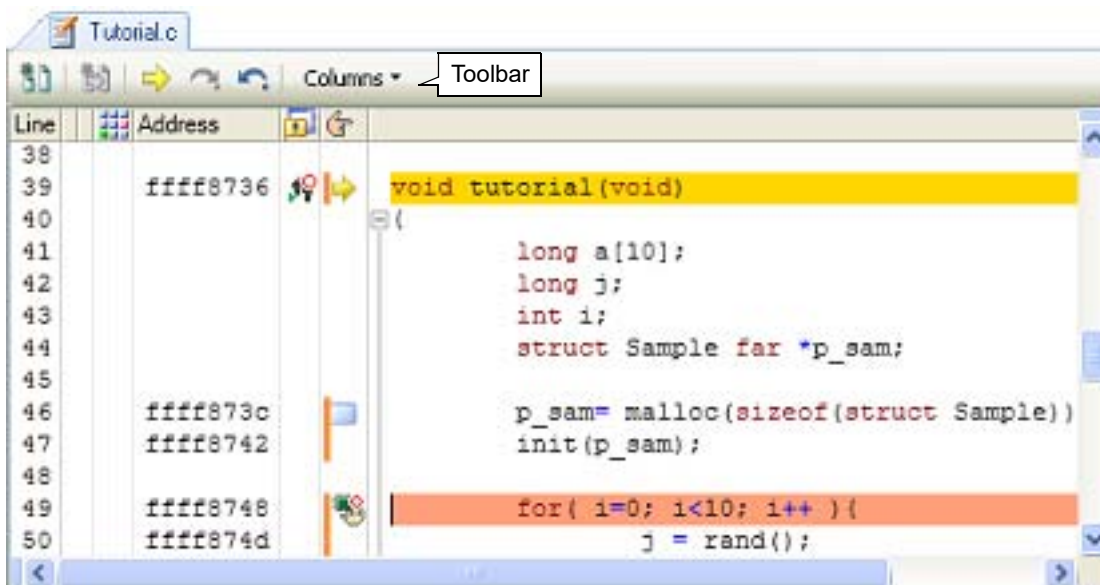 Tutorial.c
Columns Toolbar
Line Address
38
39 ffff8736 void tutorial(void)
40 {
41 long a[10];
42 long j;
43 int i;
44 struct Sample far *p_sam;
45
46 ffff873c p_sam= malloc(sizeof(struct Sample))
47 ffff8742 init(p_sam);
48
49 ffff8748 for( i=0; i<10; i++ ){
50 ffff874d j = rand();